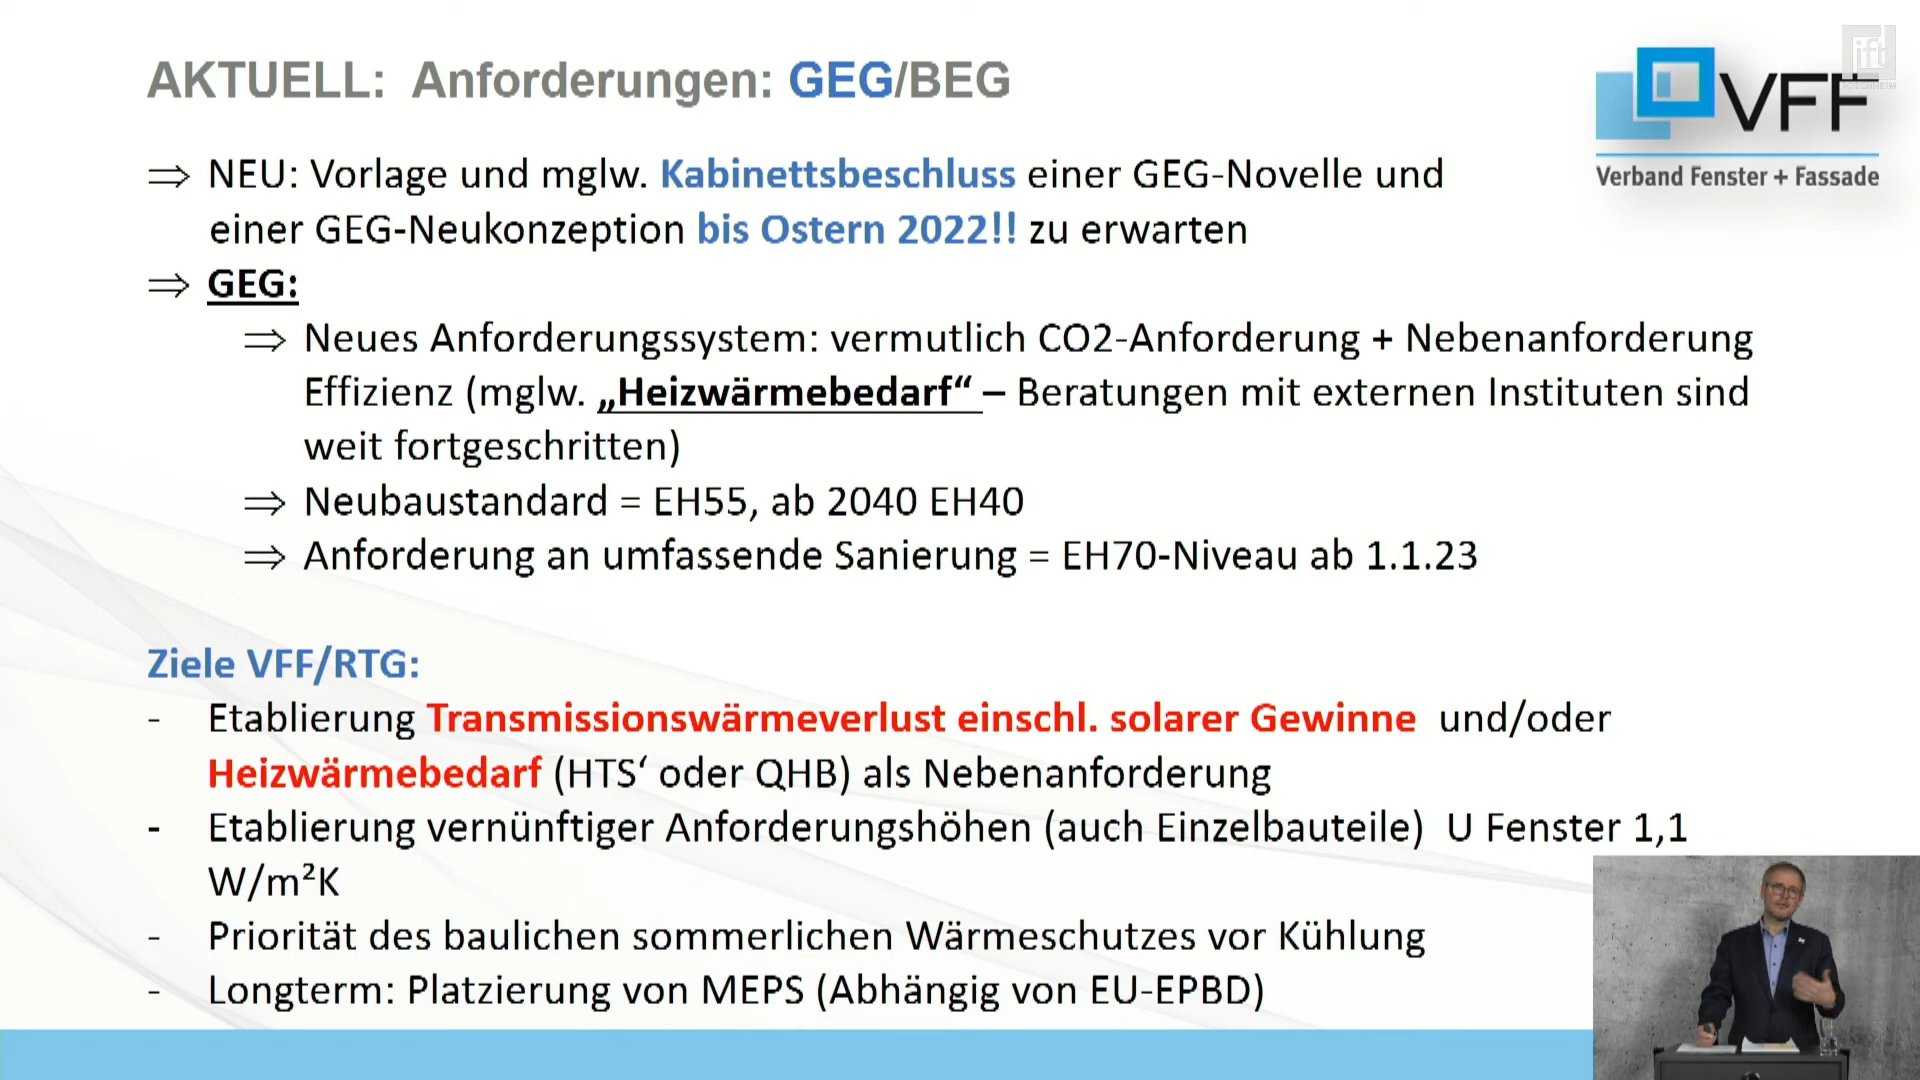 AKTUELL: Anforderungen: GEG/BEG
ift
VFF
Verband Fenster + Fassade
⇒ NEU: Vorlage und mglw. Kabinettsbeschluss einer GEG-Novelle und
einer GEG-Neukonzeption bis Ostern 2022!! zu erwarten
⇒ GEG:
⇒ Neues Anforderungssystem: vermutlich CO2-Anforderung + Nebenanforderung
Effizienz (mglw. „Heizwärmebedarf“ – Beratungen mit externen Instituten sind
weit fortgeschritten)
⇒ Neubaustandard = EH55, ab 2040 EH40
⇒ Anforderung an umfassende Sanierung = EH70-Niveau ab 1.1.23
Ziele VFF/RTG:
- Etablierung Transmissionswärmeverlust einschl. solarer Gewinne und/oder
Heizwärmebedarf (HTS‘ oder QHB) als Nebenanforderung
- Etablierung vernünftiger Anforderungshöhen (auch Einzelbauteile) U Fenster 1,1
W/m²K
- Priorität des baulichen sommerlichen Wärmeschutzes vor Kühlung
- Longterm: Platzierung von MEPS (Abhängig von EU-EPBD)